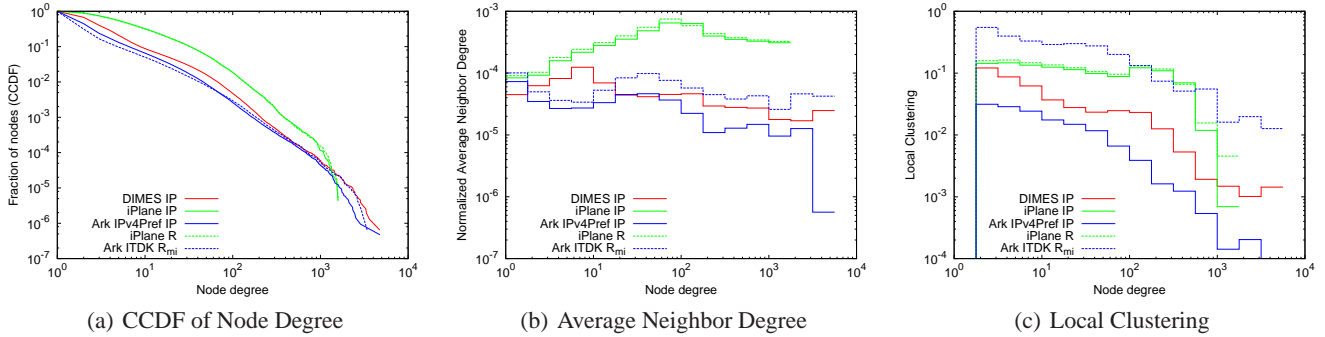 10^0
10^-1
10^-2
10^-3
10^-4
10^-5
10^-6
10^-7
Fraction of nodes (CCDF)
DIMES IP
iPlane IP
Ark IPv4Pref IP
iPlane R
Ark ITDK R_mi
10^0 10^1 10^2 10^3 10^4
Node degree
(a) CCDF of Node Degree
10^-3
10^-4
10^-5
10^-6
10^-7
Normalized Average Neighbor Degree
DIMES IP
iPlane IP
Ark IPv4Pref IP
iPlane R
Ark ITDK R_mi
10^0 10^1 10^2 10^3 10^4
Node degree
(b) Average Neighbor Degree
10^0
10^-1
10^-2
10^-3
10^-4
Local Clustering
DIMES IP
iPlane IP
Ark IPv4Pref IP
iPlane R
Ark ITDK R_mi
10^0 10^1 10^2 10^3 10^4
Node degree
(c) Local Clustering